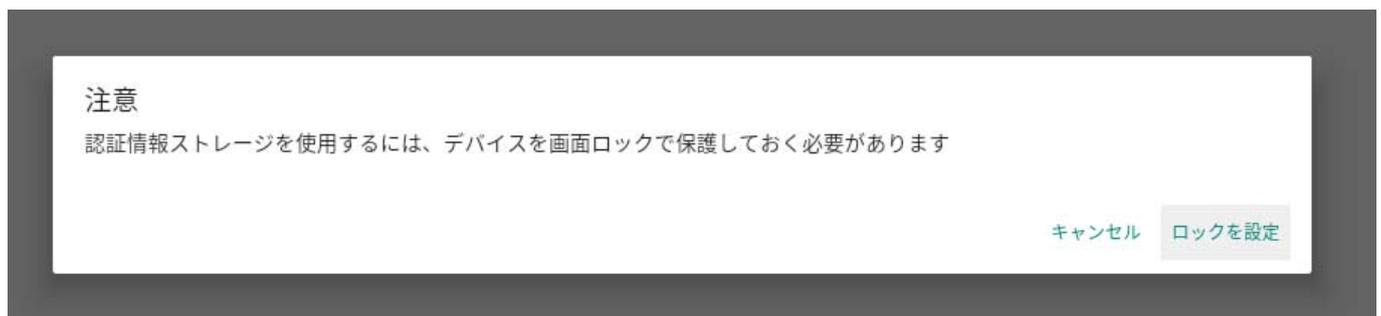 注意
認証情報ストレージを使用するには、デバイスを画面ロックで保護しておく必要があります
キャンセル ロックを設定